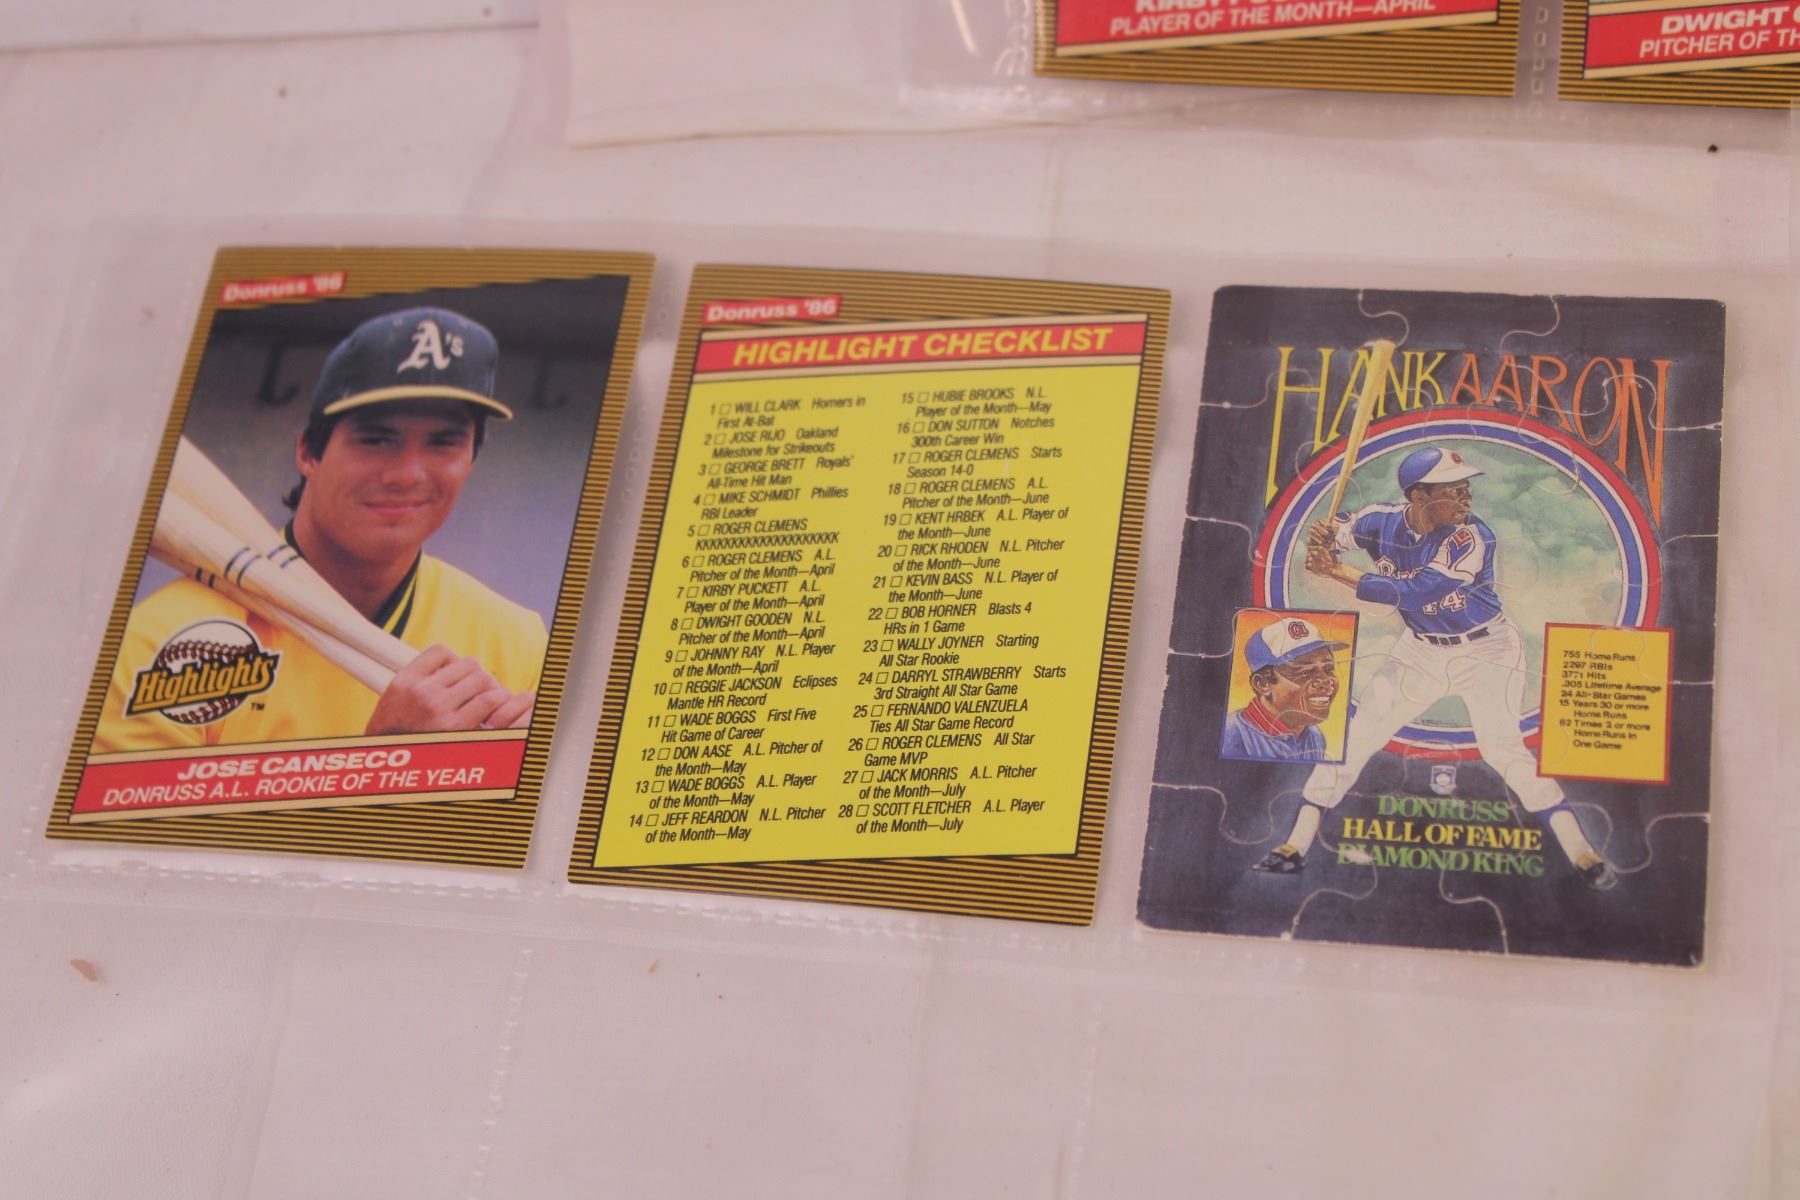 PLAYER OF THE MONTH—APRIL
DWIGHT
PITCHER OF TH
Donruss '86
A's
Highlights™
JOSE CANSECO
DONRUSS A.L. ROOKIE OF THE YEAR
Donruss '86
HIGHLIGHT CHECKLIST
1 □ WILL CLARK Homers in
First At-Bat
2 □ JOSE RIJO Oakland
Milestone for Strikeouts
3 □ GEORGE BRETT Royals'
All-Time Hit Man
4 □ MIKE SCHMIDT Phillies
RBI Leader
5 □ ROGER CLEMENS
KKKKKKKKKKKKKKKKKKKK
6 □ ROGER CLEMENS A.L.
Pitcher of the Month—April
7 □ KIRBY PUCKETT A.L.
Player of the Month—April
8 □ DWIGHT GOODEN N.L.
Pitcher of the Month—April
9 □ JOHNNY RAY N.L. Player
of the Month—April
10 □ REGGIE JACKSON Eclipses
Mantle HR Record
11 □ WADE BOGGS First Five
Hit Game of Career
12 □ DON AASE A.L. Pitcher of
the Month—May
13 □ WADE BOGGS A.L. Player
of the Month—May
14 □ JEFF REARDON N.L. Pitcher
of the Month—May
15 □ HUBIE BROOKS N.L.
Player of the Month—May
16 □ DON SUTTON Notches
300th Career Win
17 □ ROGER CLEMENS Starts
Season 14-0
18 □ ROGER CLEMENS A.L.
Pitcher of the Month—June
19 □ KENT HRBEK A.L. Player of
the Month—June
20 □ RICK RHODEN N.L. Pitcher
of the Month—June
21 □ KEVIN BASS N.L. Player of
the Month—June
22 □ BOB HORNER Blasts 4
HRs in 1 Game
23 □ WALLY JOYNER Starting
All Star Rookie
24 □ DARRYL STRAWBERRY Starts
3rd Straight All Star Game
25 □ FERNANDO VALENZUELA
Ties All Star Game Record
26 □ ROGER CLEMENS All Star
Game MVP
27 □ JACK MORRIS A.L. Pitcher
of the Month—July
28 □ SCOTT FLETCHER A.L. Player
of the Month—July
HANK AARON
44
755 Home Runs
2297 RBIs
3771 Hits
.305 Lifetime Average
24 All-Star Games
15 Years 30 or more
Home Runs
62 Times 2 or more
Home Runs in
One Game
DONRUSS
HALL OF FAME
DIAMOND KING